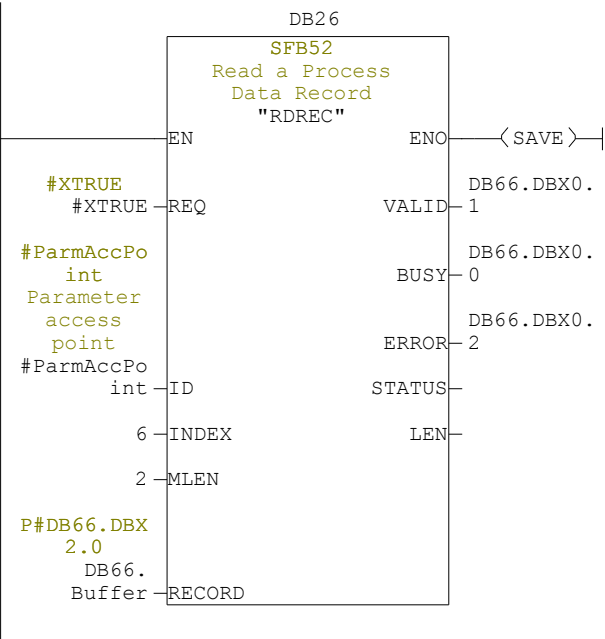 DB26
SFB52
Read a Process
Data Record
"RDREC"
EN
ENO
SAVE
#XTRUE
#XTRUE
REQ
VALID
DB66.DBX0.
1
#ParmAccPo
int
Parameter
access
point
#ParmAccPo
int
ID
BUSY
DB66.DBX0.
0
ERROR
DB66.DBX0.
2
STATUS
6
INDEX
LEN
2
MLEN
P#DB66.DBX
2.0
DB66.
Buffer
RECORD